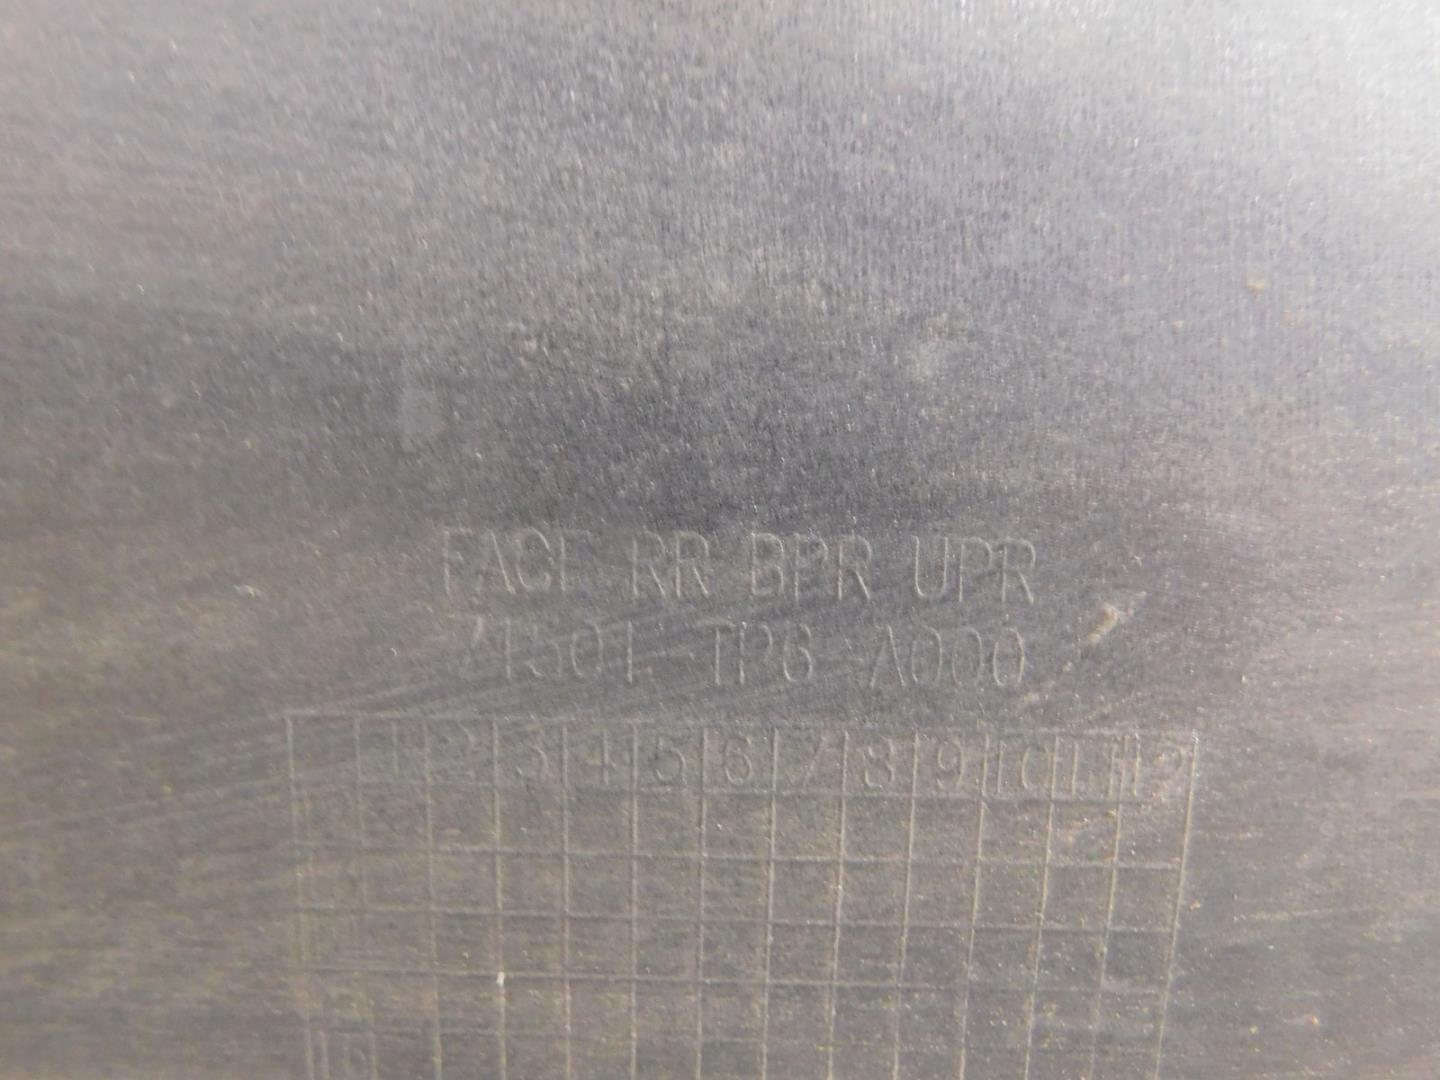 FACE RR BPR UPR
71501-TP6-A000
1 2 3 4 5 6 7 8 9 10 11 12